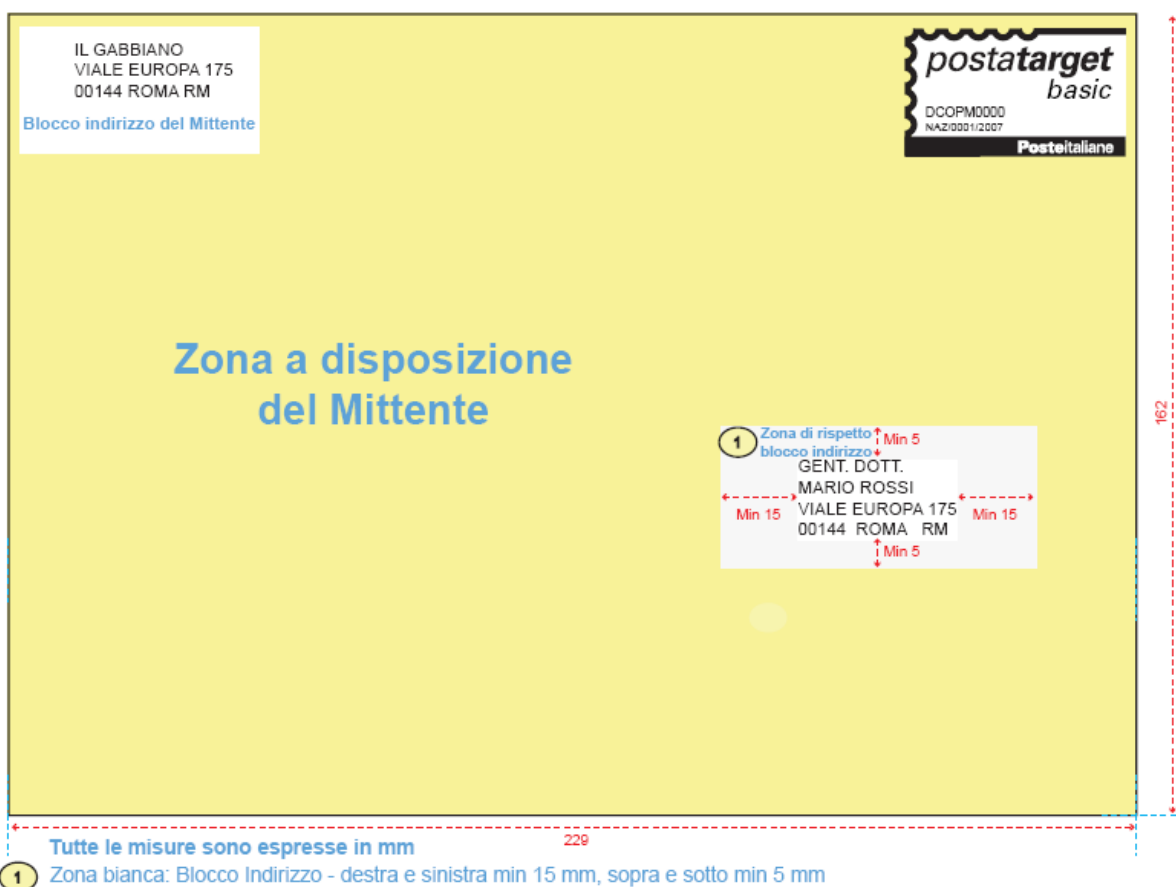 IL GABBIANO
VIALE EUROPA 175
00144 ROMA RM
Blocco indirizzo del Mittente
postatarget
basic
DCOPM0000
NAZ/0001/2007
Posteitaliane
Zona a disposizione
del Mittente
162
1
Zona di rispetto
blocco indirizzo
Min 5
GENT. DOTT.
MARIO ROSSI
VIALE EUROPA 175
00144 ROMA RM
Min 15
Min 15
Min 5
229
Tutte le misure sono espresse in mm
1 Zona bianca: Blocco Indirizzo - destra e sinistra min 15 mm, sopra e sotto min 5 mm